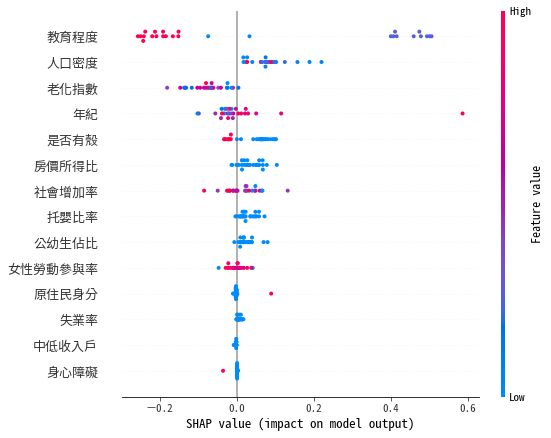 High
教育程度
人口密度
老化指數
年紀
是否有殼
房價所得比
社會增加率
托嬰比率
公幼生佔比
女性勞動參與率
原住民身分
失業率
中低收入戶
身心障礙
Low
Feature value
−0.2 0.0 0.2 0.4 0.6
SHAP value (impact on model output)